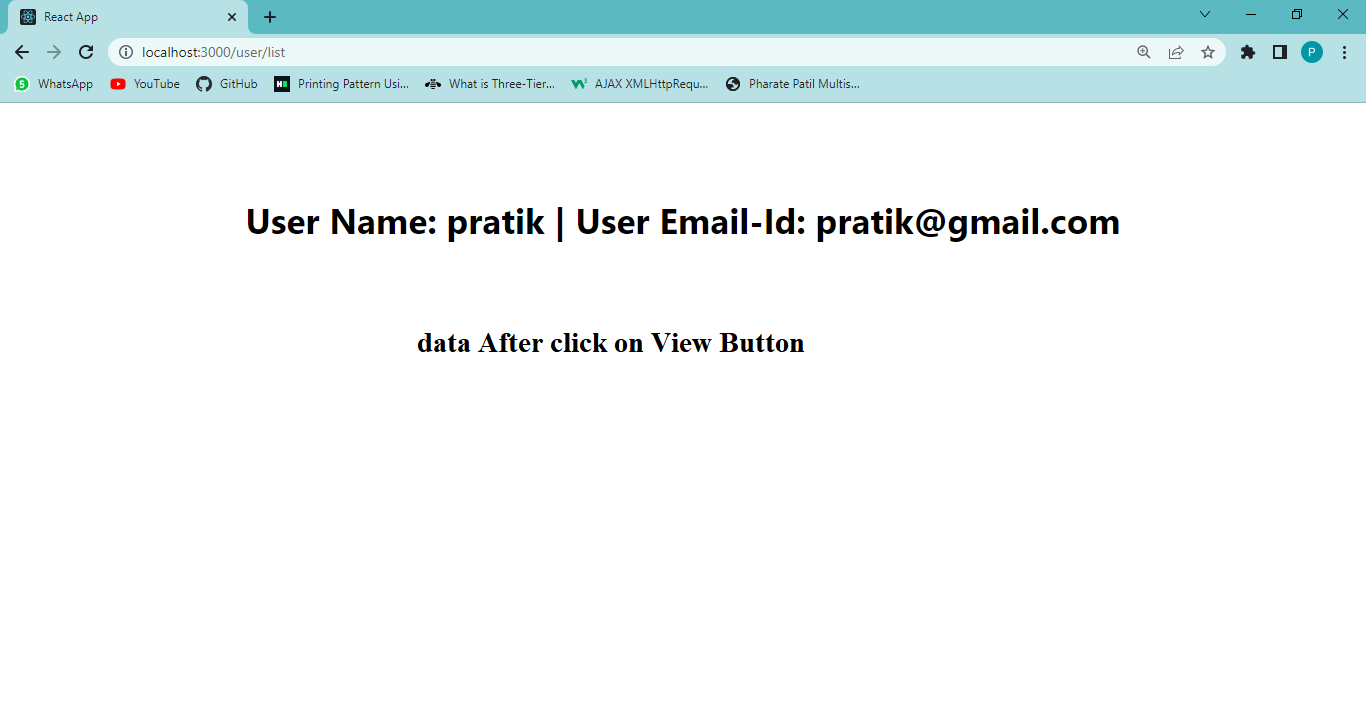 React App
localhost:3000/user/list
P
5 WhatsApp YouTube GitHub Printing Pattern Usi... What is Three-Tier... AJAX XMLHttpRequ... Pharate Patil Multis...
User Name: pratik | User Email-Id: pratik@gmail.com
data After click on View Button